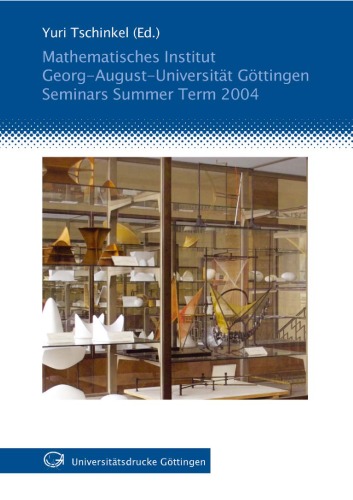 Yuri Tschinkel (Ed.)
Mathematisches Institut
Georg-August-Universität Göttingen
Seminars Summer Term 2004
Universitätsdrucke Göttingen